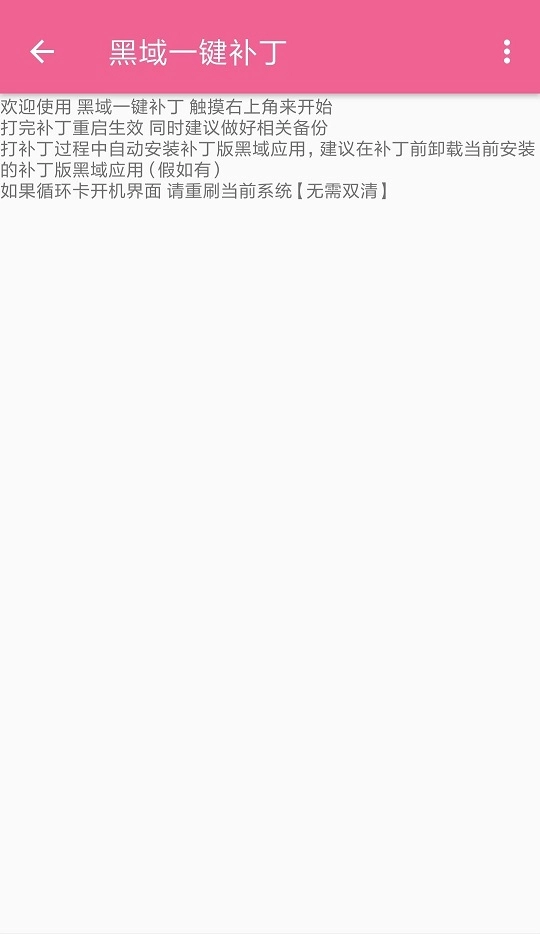 黑域一键补丁
欢迎使用 黑域一键补丁 触摸右上角来开始
打完补丁重启生效 同时建议做好相关备份
打补丁过程中自动安装补丁版黑域应用，建议在补丁前卸载当前安装
的补丁版黑域应用（假如有）
如果循环卡开机界面 请重刷当前系统【无需双清】